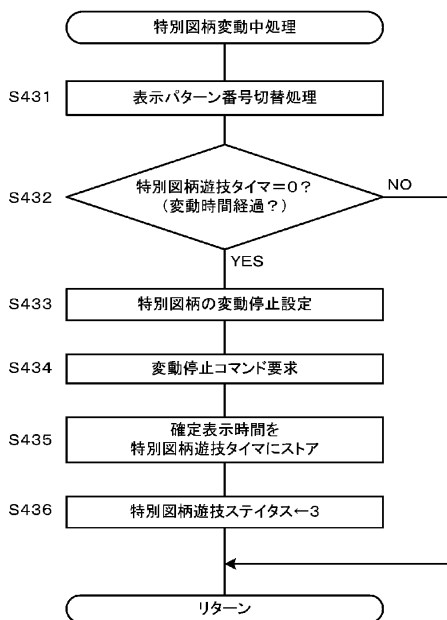 特別図柄変動中処理
S431
表示パターン番号切替処理
S432
特別図柄遊技タイマ＝０？
（変動時間経過？）
NO
YES
S433
特別図柄の変動停止設定
S434
変動停止コマンド要求
S435
確定表示時間を
特別図柄遊技タイマにストア
S436
特別図柄遊技ステイタス←３
リターン